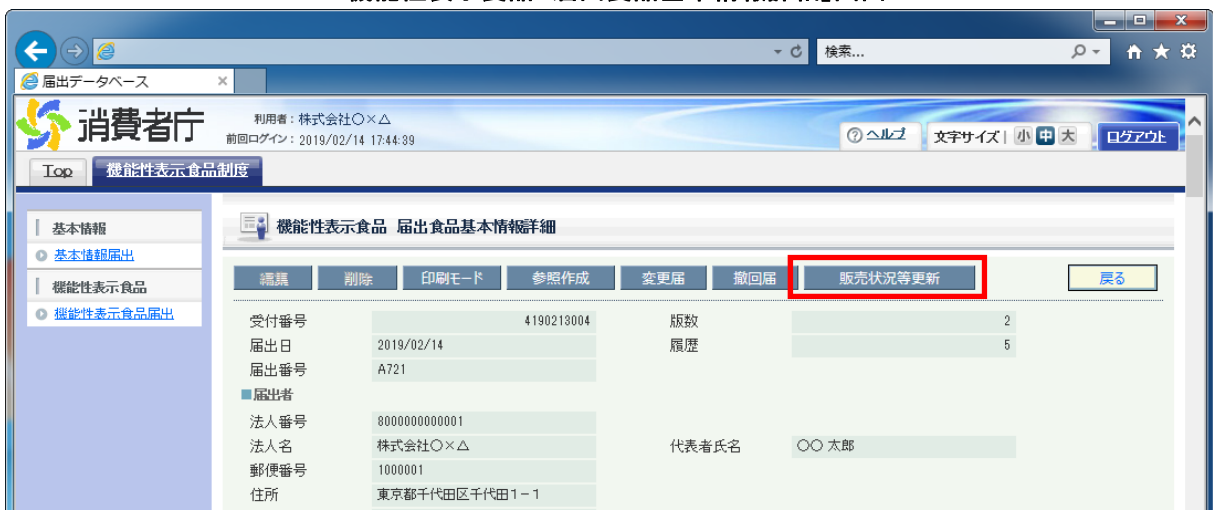 検索...
届出データベース
消費者庁
利用者：株式会社○×△
前回ログイン：2019/02/14 17:44:39
ヘルプ
文字サイズ | 小 中 大
ログアウト
Top 機能性表示食品制度
基本情報
基本情報届出
機能性表示食品
機能性表示食品届出
機能性表示食品 届出食品基本情報詳細
編集 削除 印刷モード 参照作成 変更届 撤回届 販売状況等更新 戻る
受付番号 4190213004 版数 2
届出日 2019/02/14 履歴 5
届出番号 A721
■届出者
法人番号 8000000000001
法人名 株式会社○×△ 代表者氏名 ○○ 太郎
郵便番号 1000001
住所 東京都千代田区千代田１－１